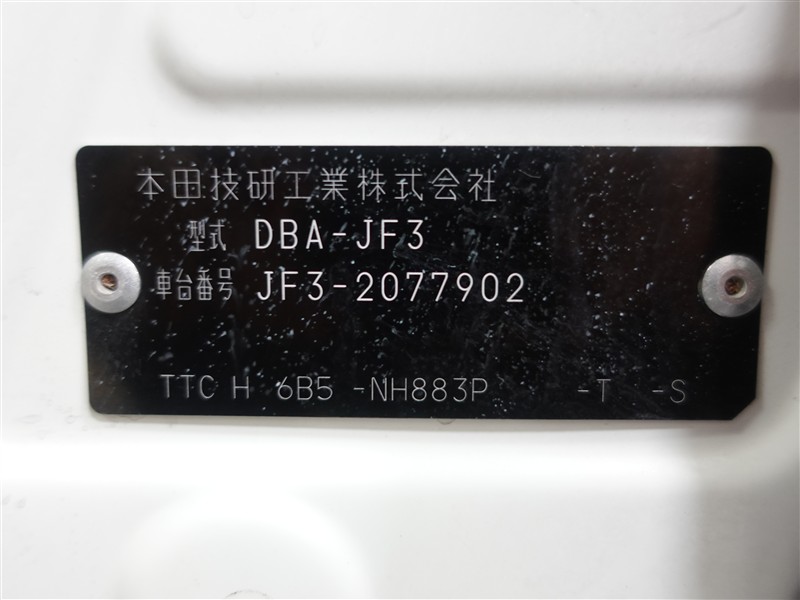 本田技研工業株式会社
型式 DBA-JF3
車台番号 JF3-2077902
TTC H 6B5 -NH883P -T -S